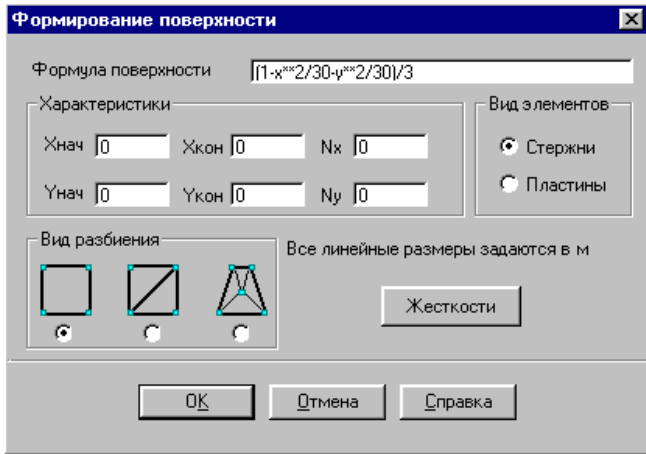 Формирование поверхности
Формула поверхности (1-x**2/30-y**2/30)/3
Характеристики
Вид элементов
Xнач 0 Xкон 0 Nx 0
Стержни
Yнач 0 Yкон 0 Ny 0
Пластины
Вид разбиения
Все линейные размеры задаются в м
Жесткости
OK Отмена Справка